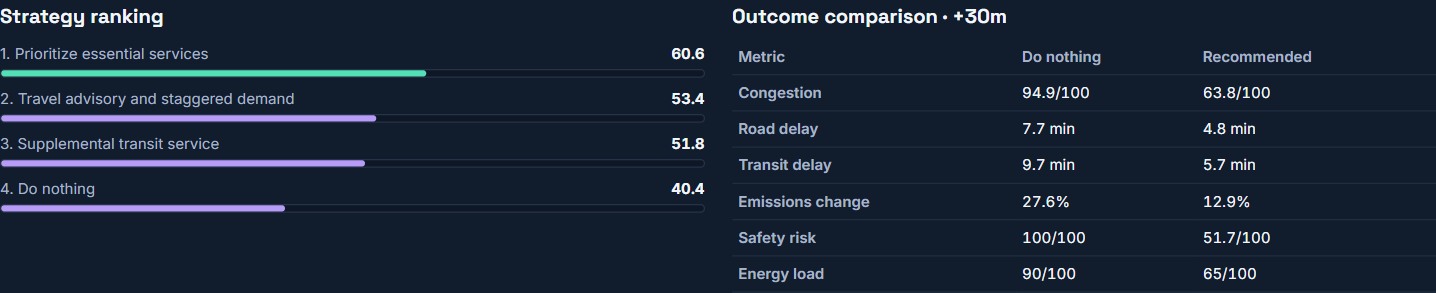 Strategy ranking
1. Prioritize essential services 60.6
2. Travel advisory and staggered demand 53.4
3. Supplemental transit service 51.8
4. Do nothing 40.4
Outcome comparison · +30m
Metric Do nothing Recommended
Congestion 94.9/100 63.8/100
Road delay 7.7 min 4.8 min
Transit delay 9.7 min 5.7 min
Emissions change 27.6% 12.9%
Safety risk 100/100 51.7/100
Energy load 90/100 65/100